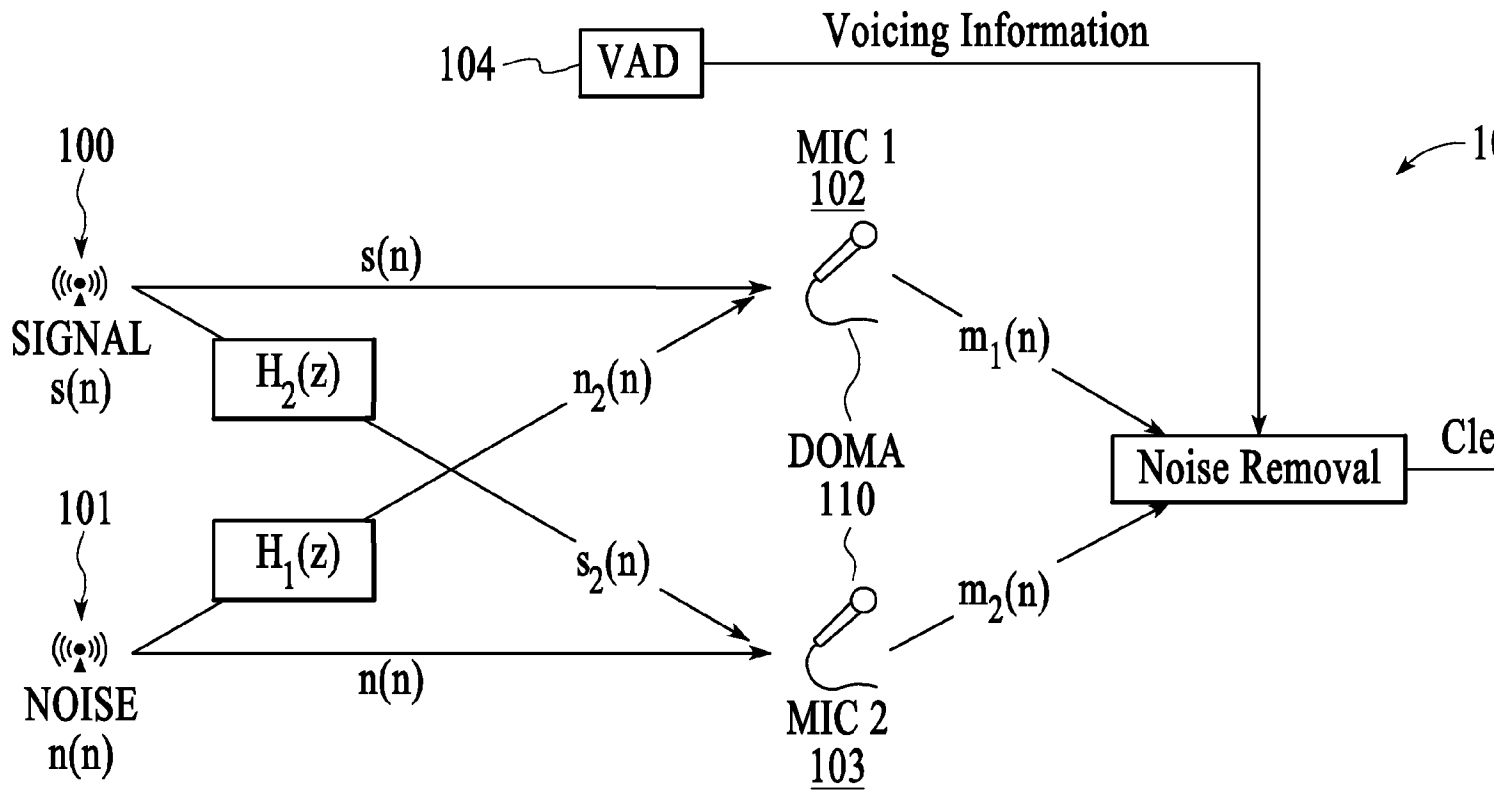 Voicing Information
104
VAD
100
MIC 1
102
s(n)
SIGNAL
s(n)
H2(z)
n2(n)
m1(n)
DOMA
110
Noise Removal
101
H1(z)
s2(n)
m2(n)
n(n)
NOISE
n(n)
MIC 2
103